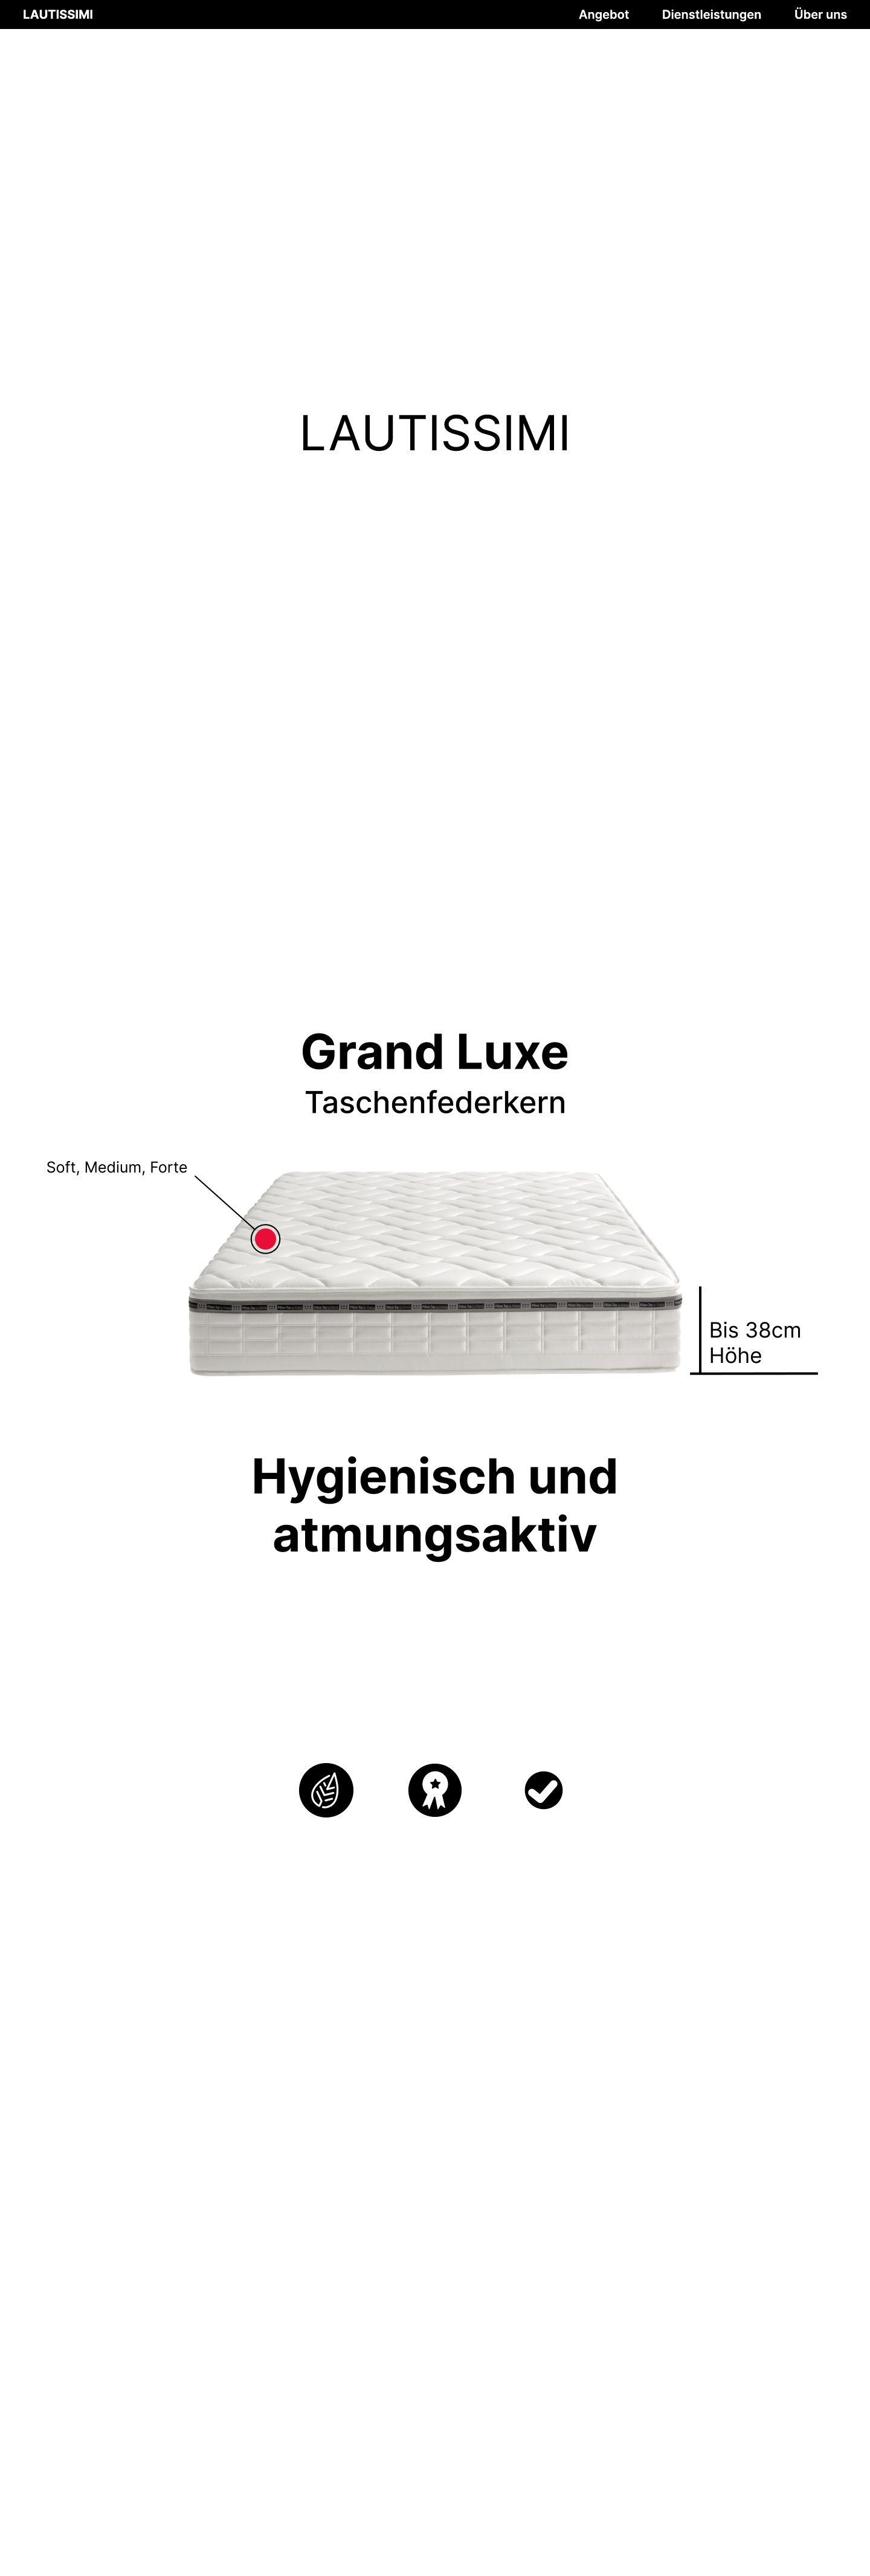 LAUTISSIMI
Angebot
Dienstleistungen
Über uns
LAUTISSIMI
Grand Luxe
Taschenfederkern
Soft, Medium, Forte
Bis 38cm
Höhe
Hygienisch und
atmungsaktiv